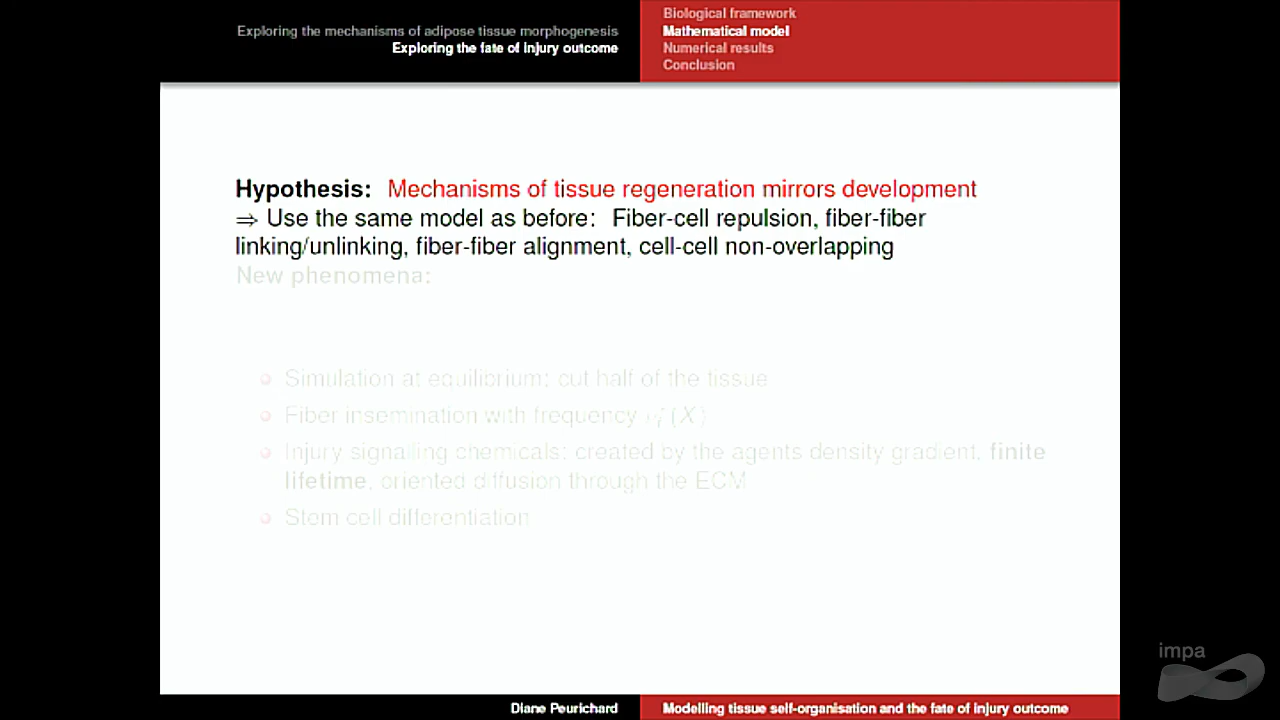 Exploring the mechanisms of adipose tissue morphogenesis
Exploring the fate of injury outcome
Biological framework
Mathematical model
Numerical results
Conclusion
Hypothesis: Mechanisms of tissue regeneration mirrors development
⇒ Use the same model as before: Fiber-cell repulsion, fiber-fiber
linking/unlinking, fiber-fiber alignment, cell-cell non-overlapping
New phenomena:
Simulation at equilibrium: cut half of the tissue
Fiber insemination with frequency (X)
Injury signalling chemicals: created by the agents density gradient, finite
lifetime, oriented diffusion through the ECM
Stem cell differentiation
impa
Diane Peurichard
Modelling tissue self-organisation and the fate of injury outcome